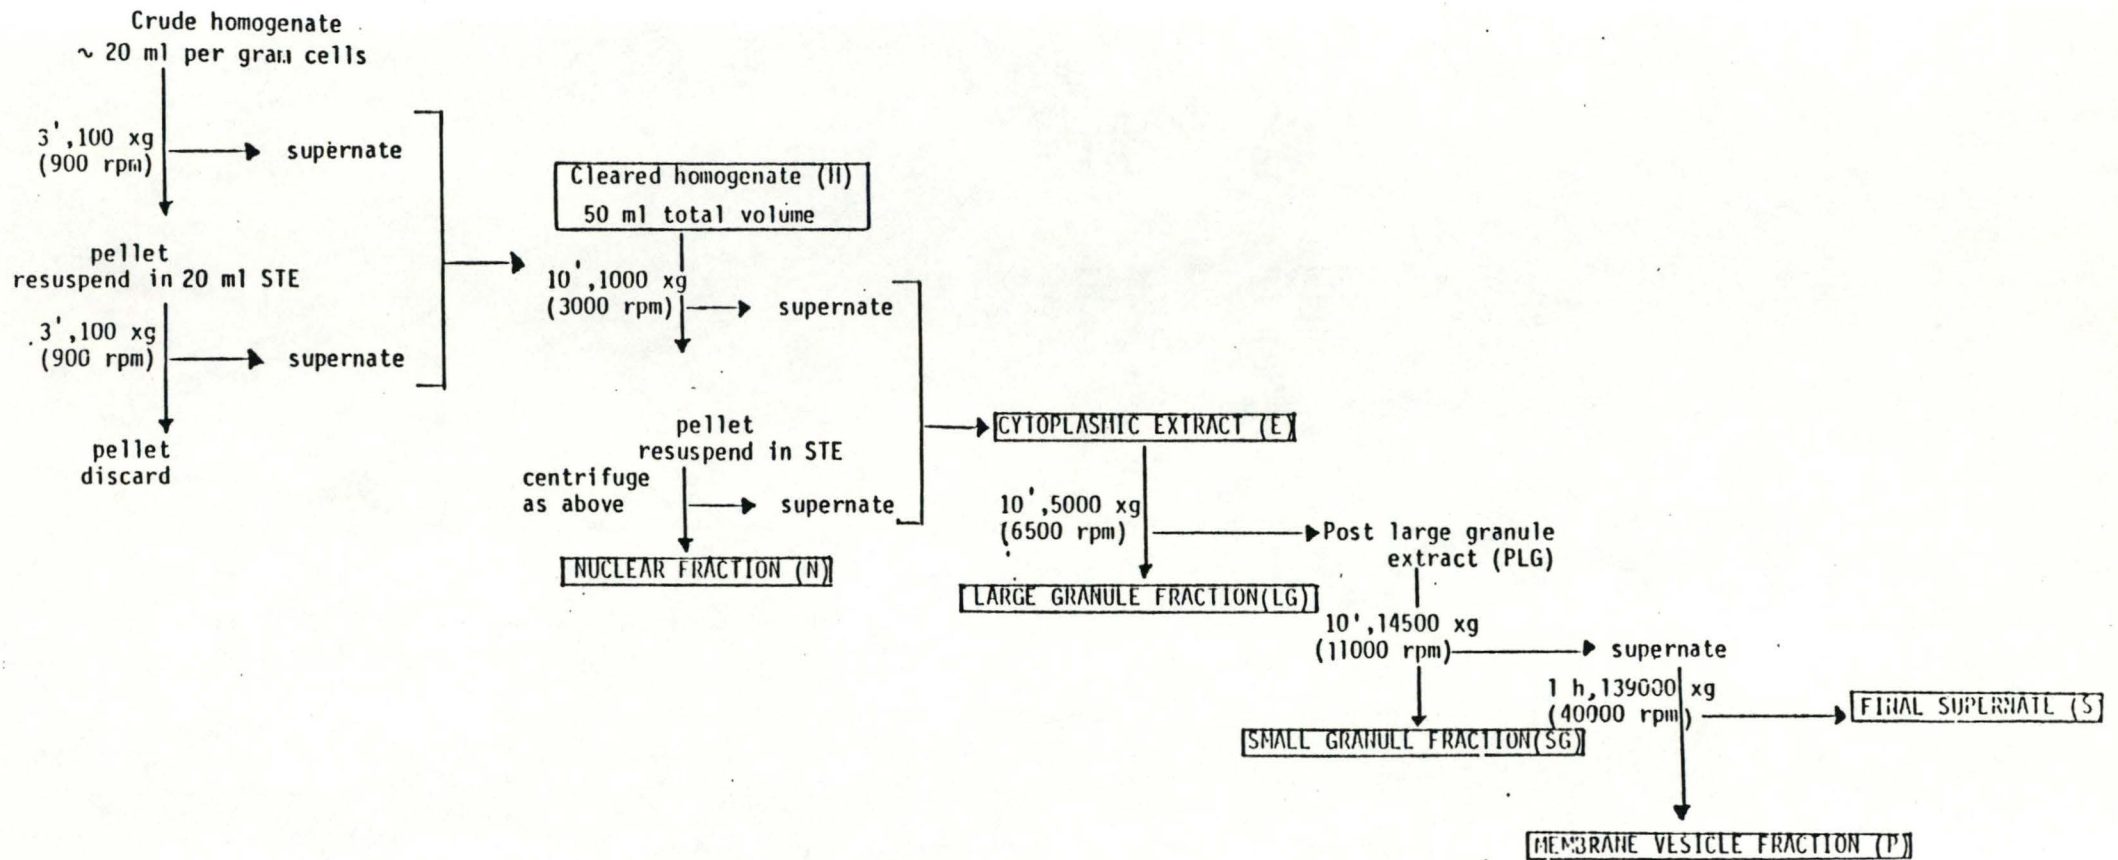 Crude homogenate
~ 20 ml per gram cells
3',100 xg
(900 rpm)
supernate
pellet
resuspend in 20 ml STE
3',100 xg
(900 rpm)
supernate
pellet
discard
Cleared homogenate (H)
50 ml total volume
10',1000 xg
(3000 rpm)
supernate
pellet
resuspend in STE
centrifuge
as above
supernate
NUCLEAR FRACTION (N)
CYTOPLASMIC EXTRACT (E)
10',5000 xg
(6500 rpm)
LARGE GRANULE FRACTION(LG)
Post large granule
extract (PLG)
10',14500 xg
(11000 rpm)
supernate
SMALL GRANULE FRACTION(SG)
1 h,139000 xg
(40000 rpm)
FINAL SUPERNATE (S)
MEMBRANE VESICLE FRACTION (P)